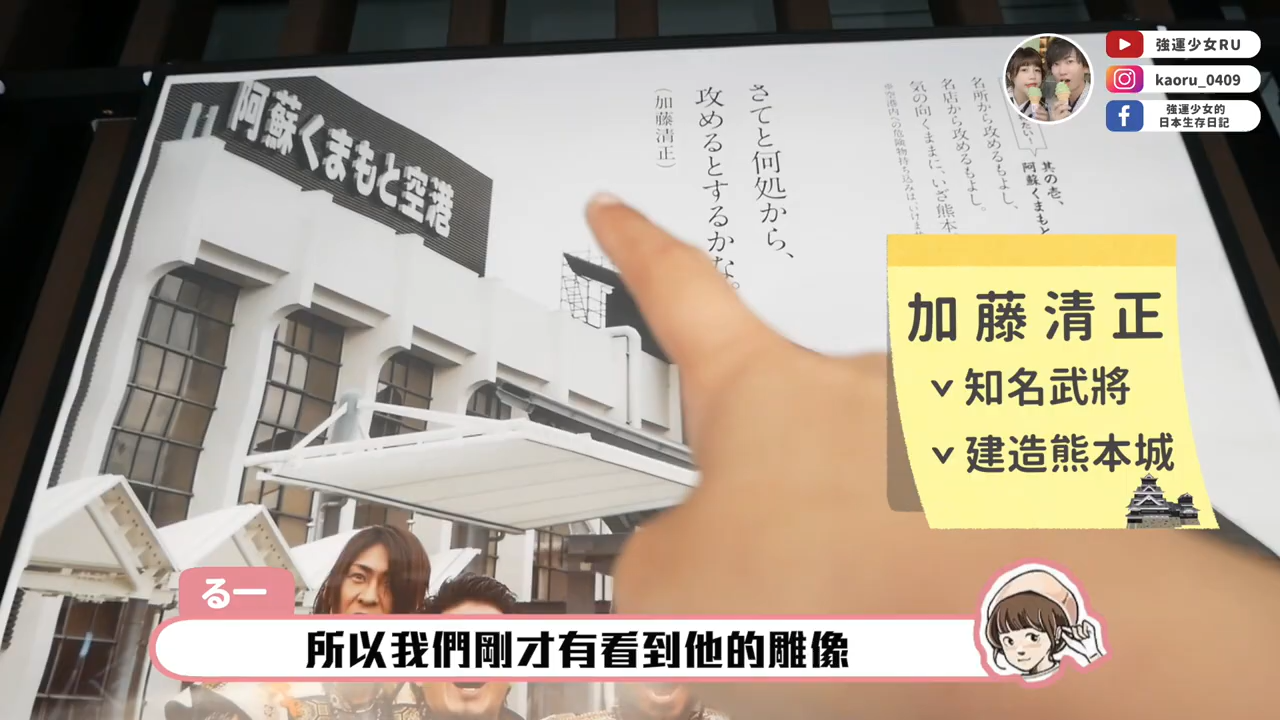 強運少女RU
kaoru_0409
強運少女的
日本生存日記
阿蘇くまもと空港
其の壱、
阿蘇くまもと
たい!
名所から攻めるもよし、
名店から攻めるもよし。
気の向くままに、いざ熊本
さてと何処から、
攻めるとするかな。
(加藤清正)
加藤清正
知名武將
建造熊本城
るー
所以我們剛才有看到他的雕像